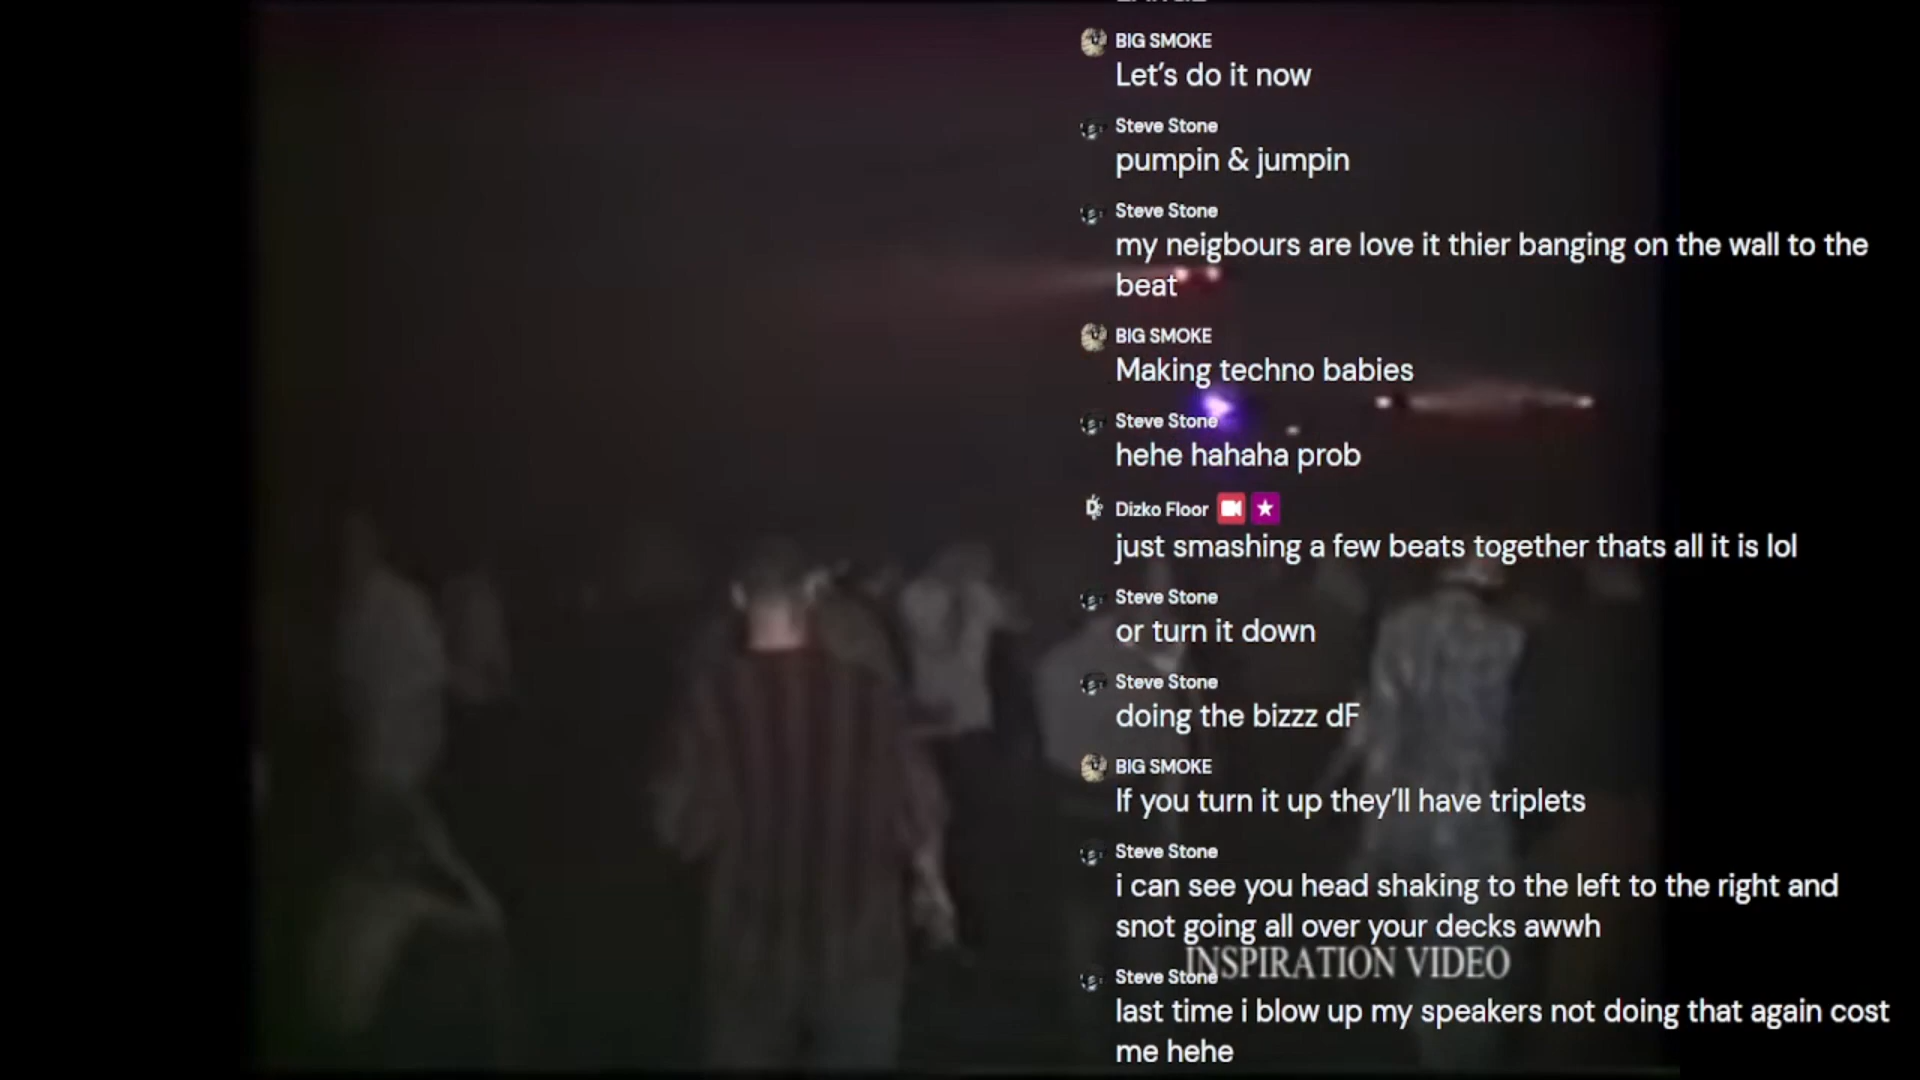 BIG SMOKE
Let's do it now
Steve Stone
pumpin & jumpin
Steve Stone
my neigbours are love it thier banging on the wall to the
beat
BIG SMOKE
Making techno babies
Steve Stone
hehe hahaha prob
Dizko Floor
just smashing a few beats together thats all it is lol
Steve Stone
or turn it down
Steve Stone
doing the bizzz dF
BIG SMOKE
If you turn it up they'll have triplets
Steve Stone
i can see you head shaking to the left to the right and
snot going all over your decks awwh
INSPIRATION VIDEO
Steve Stone
last time i blow up my speakers not doing that again cost
me hehe